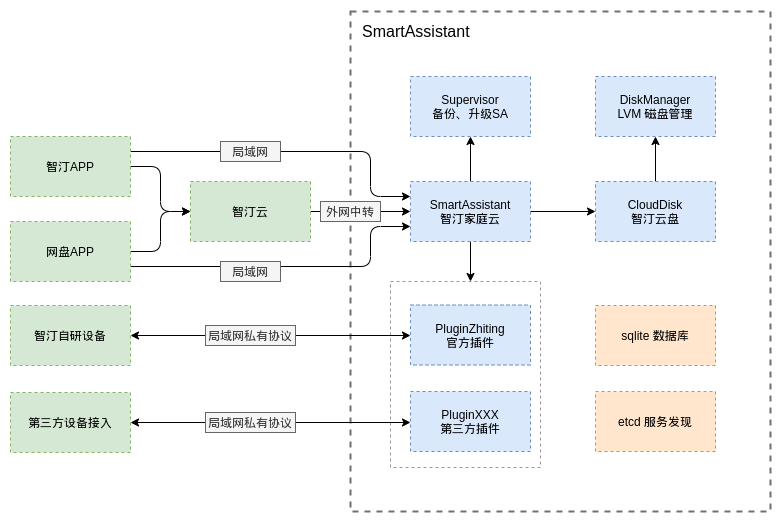 SmartAssistant
Supervisor
备份、升级SA
DiskManager
LVM 磁盘管理
智汀APP
局域网
智汀云
外网中转
SmartAssistant
智汀家庭云
CloudDisk
智汀云盘
网盘APP
局域网
智汀自研设备
局域网私有协议
PluginZhiting
官方插件
sqlite 数据库
第三方设备接入
局域网私有协议
PluginXXX
第三方插件
etcd 服务发现